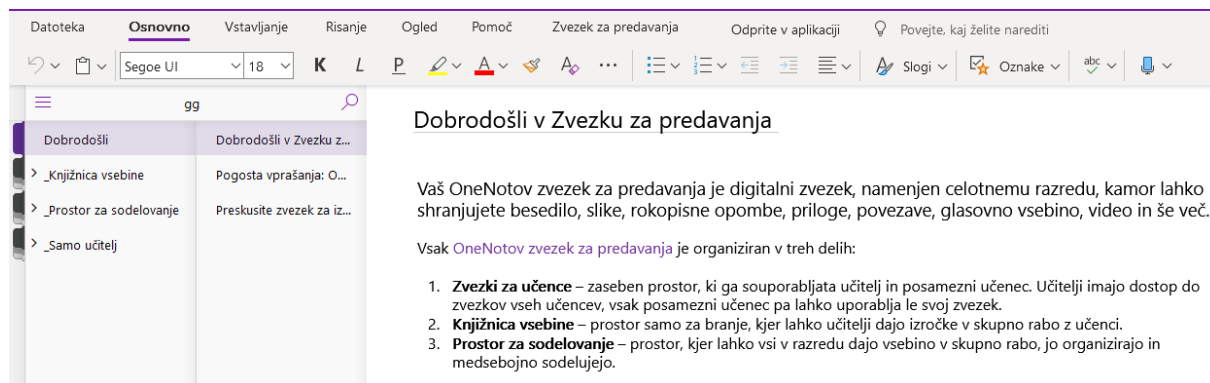 Datoteka Osnovno Vstavljanje Risanje Ogled Pomoč Zvezek za predavanja Odprite v aplikaciji Povejte, kaj želite narediti
Segoe UI 18 K L P A A Slogi Oznake abc
gg
Dobrodošli
_Knjižnica vsebine
_Prostor za sodelovanje
_Samo učitelj
Dobrodošli v Zvezku z...
Pogosta vprašanja: O...
Preskusite zvezek za iz...
Dobrodošli v Zvezku za predavanja
Vaš OneNotov zvezek za predavanja je digitalni zvezek, namenjen celotnemu razredu, kamor lahko
shranjujete besedilo, slike, rokopisne opombe, priloge, povezave, glasovno vsebino, video in še več.
Vsak OneNotov zvezek za predavanja je organiziran v treh delih:
1. Zvezki za učence – zaseben prostor, ki ga souporabljata učitelj in posamezni učenec. Učitelji imajo dostop do
zvezkov vseh učencev, vsak posamezni učenec pa lahko uporablja le svoj zvezek.
2. Knjižnica vsebine – prostor samo za branje, kjer lahko učitelji dajo izročke v skupno rabo z učenci.
3. Prostor za sodelovanje – prostor, kjer lahko vsi v razredu dajo vsebino v skupno rabo, jo organizirajo in
medsebojno sodelujejo.